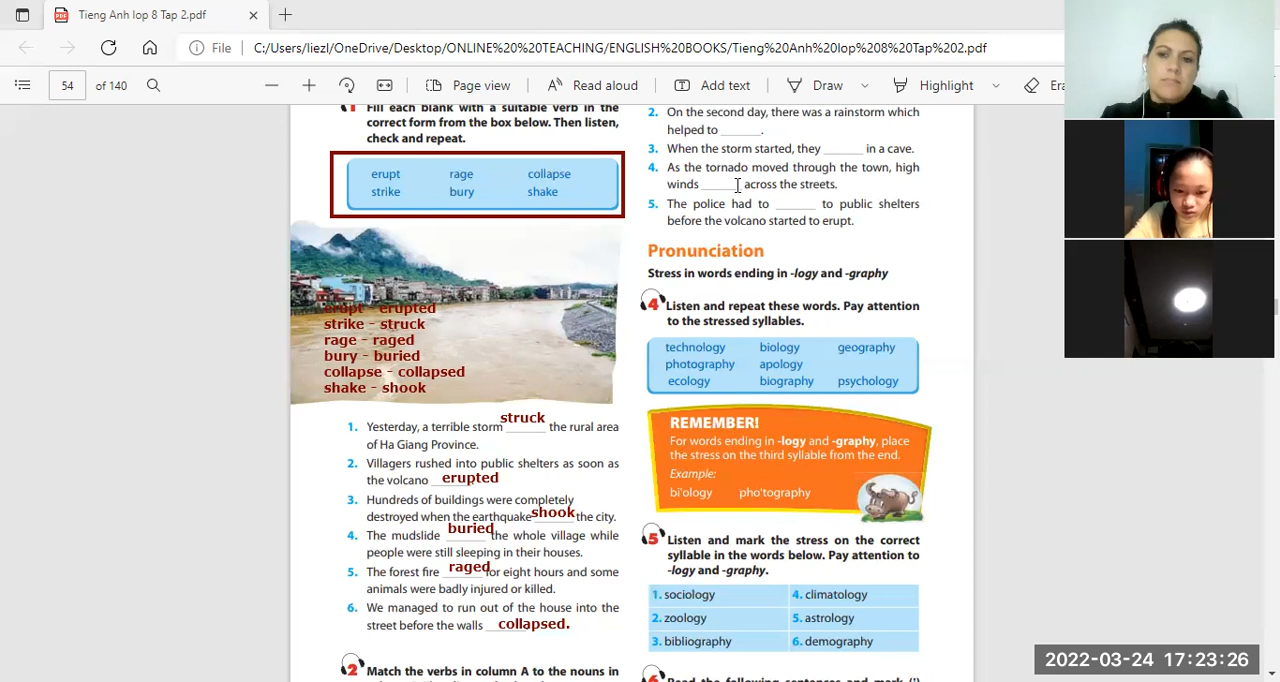 Tieng Anh lop 8 Tap 2.pdf
File
C:/Users/liezl/OneDrive/Desktop/ONLINE%20%20TEACHING/ENGLISH%20BOOKS/Tieng%20Anh%20lop%208%20Tap%202.pdf
54 of 140
Page view
Read aloud
Add text
Draw
Highlight
1 Fill each blank with a suitable verb in the
correct form from the box below. Then listen,
check and repeat.
erupt rage collapse
strike bury shake
erupt - erupted
strike - struck
rage - raged
bury - buried
collapse - collapsed
shake - shook
struck
1. Yesterday, a terrible storm ______ the rural area
of Ha Giang Province.
2. Villagers rushed into public shelters as soon as
the volcano erupted
3. Hundreds of buildings were completely
destroyed when the earthquake shook the city.
4. The mudslide buried the whole village while
people were still sleeping in their houses.
5. The forest fire raged for eight hours and some
animals were badly injured or killed.
6. We managed to run out of the house into the
street before the walls collapsed.
2 Match the verbs in column A to the nouns in
2. On the second day, there was a rainstorm which
helped to ______.
3. When the storm started, they ______ in a cave.
4. As the tornado moved through the town, high
winds ______ across the streets.
5. The police had to ______ to public shelters
before the volcano started to erupt.
Pronunciation
Stress in words ending in -logy and -graphy
4 Listen and repeat these words. Pay attention
to the stressed syllables.
technology biology geography
photography apology
ecology biography psychology
REMEMBER!
For words ending in -logy and -graphy, place
the stress on the third syllable from the end.
Example:
bi'ology pho'tography
5 Listen and mark the stress on the correct
syllable in the words below. Pay attention to
-logy and -graphy.
1. sociology 4. climatology
2. zoology 5. astrology
3. bibliography 6. demography
6 Read the following sentences and mark (')
2022-03-24 17:23:26